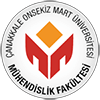 ÇANAKKALE ONSEKİZ MART ÜNİVERSİTESİ
MÜHENDİSLİK FAKÜLTESİ